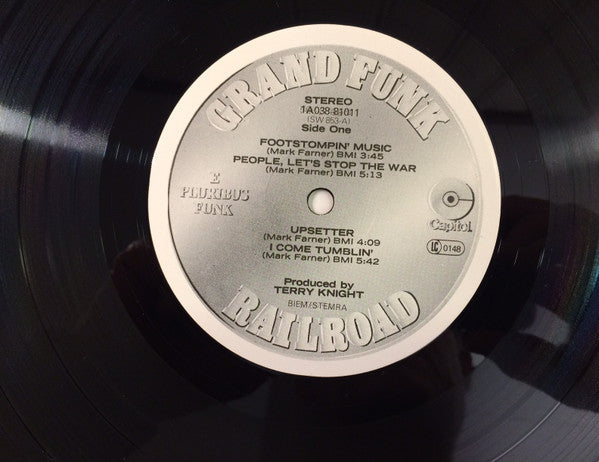 GRAND FUNK
STEREO
1A038-81011
(SW 853-A)
Side One
FOOTSTOMPIN' MUSIC
(Mark Farner) BMI 3:45
PEOPLE, LET'S STOP THE WAR
(Mark Farner) BMI 5:13
E
PLURIBUS
FUNK
Capitol
LC 0148
UPSETTER
(Mark Farner) BMI 4:09
I COME TUMBLIN'
(Mark Farner) BMI 5:42
Produced by
TERRY KNIGHT
BIEM/STEMRA
RAILROAD